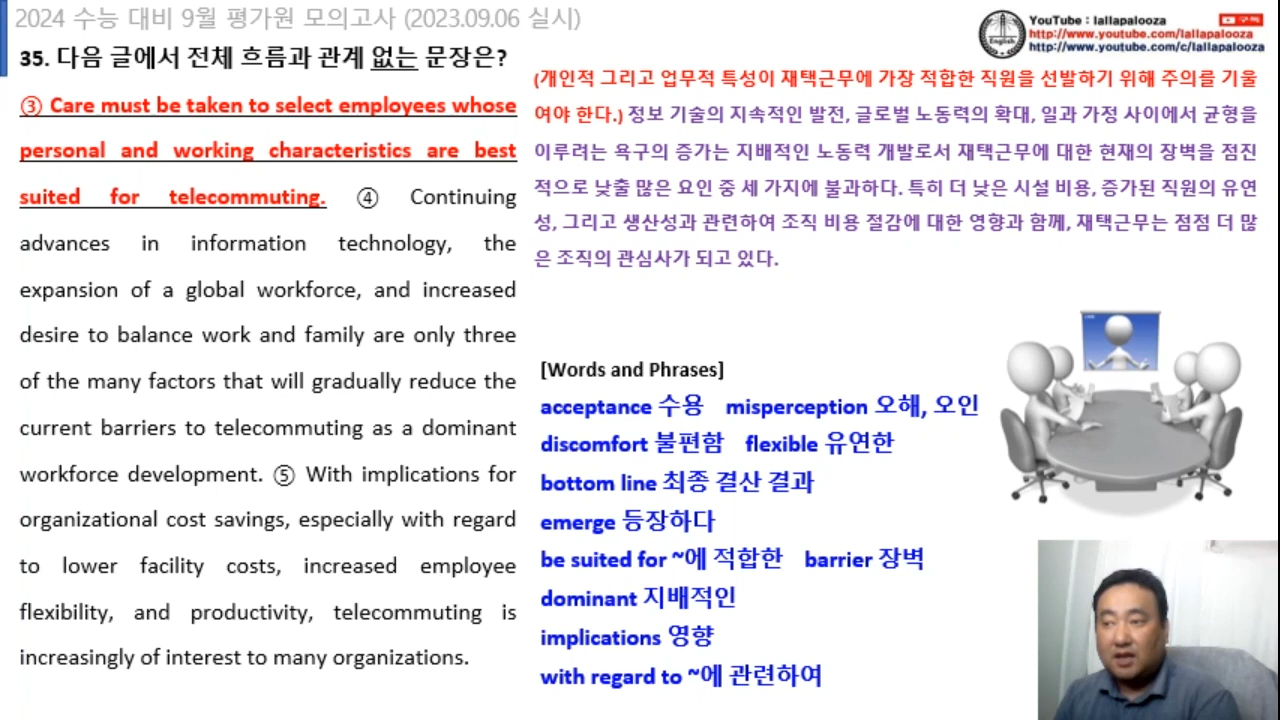 2024 수능 대비 9월 평가원 모의고사 (2023.09.06 실시)
35. 다음 글에서 전체 흐름과 관계 없는 문장은?
③ Care must be taken to select employees whose
personal and working characteristics are best
suited for telecommuting. ④ Continuing
advances in information technology, the
expansion of a global workforce, and increased
desire to balance work and family are only three
of the many factors that will gradually reduce the
current barriers to telecommuting as a dominant
workforce development. ⑤ With implications for
organizational cost savings, especially with regard
to lower facility costs, increased employee
flexibility, and productivity, telecommuting is
increasingly of interest to many organizations.
English
YouTube : lallapalooza
구독
http://www.youtube.com/lallapalooza
http://www.youtube.com/c/lallapalooza
(개인적 그리고 업무적 특성이 재택근무에 가장 적합한 직원을 선발하기 위해 주의를 기울
여야 한다.) 정보 기술의 지속적인 발전, 글로벌 노동력의 확대, 일과 가정 사이에서 균형을
이루려는 욕구의 증가는 지배적인 노동력 개발로서 재택근무에 대한 현재의 장벽을 점진
적으로 낮출 많은 요인 중 세 가지에 불과하다. 특히 더 낮은 시설 비용, 증가된 직원의 유연
성, 그리고 생산성과 관련하여 조직 비용 절감에 대한 영향과 함께, 재택근무는 점점 더 많
은 조직의 관심사가 되고 있다.
[Words and Phrases]
acceptance 수용 misperception 오해, 오인
discomfort 불편함 flexible 유연한
bottom line 최종 결산 결과
emerge 등장하다
be suited for ~에 적합한 barrier 장벽
dominant 지배적인
implications 영향
with regard to ~에 관련하여